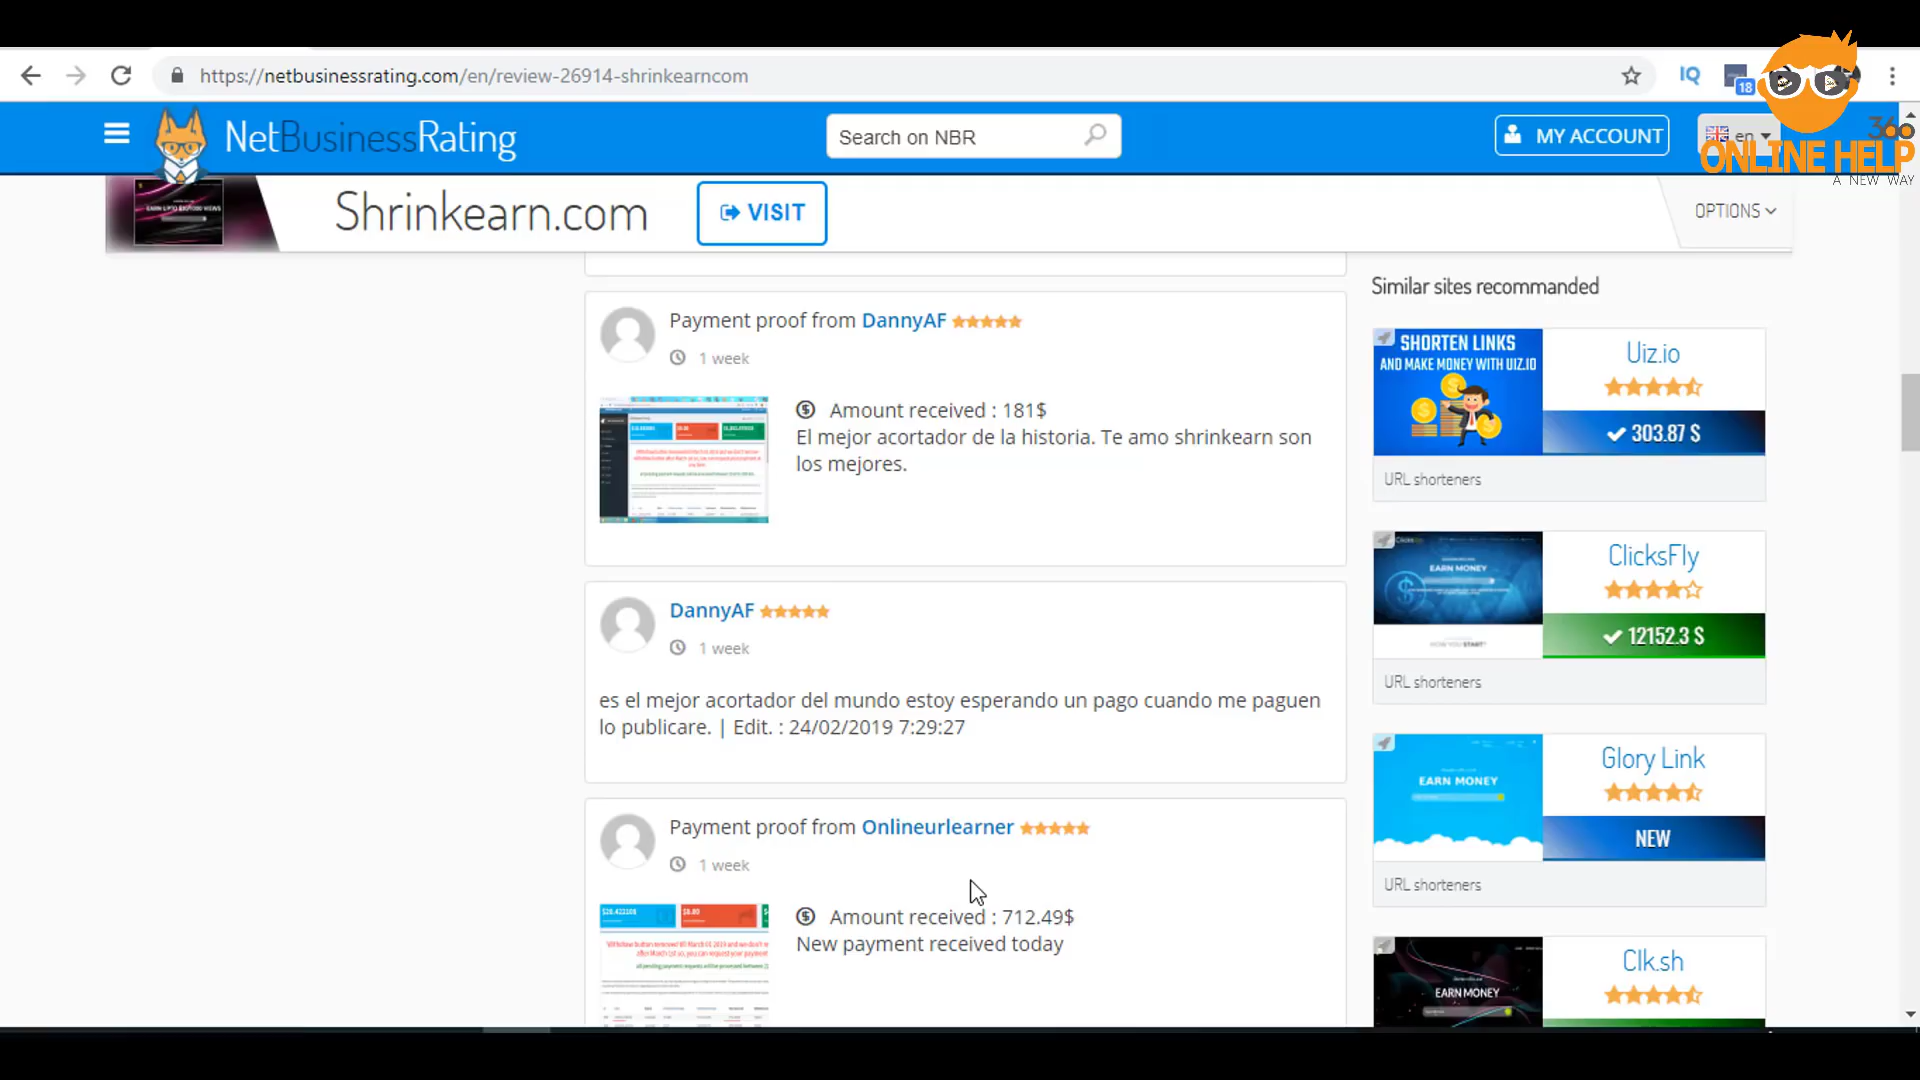 https://netbusinessrating.com/en/review-26914-shrinkearncom
IQ
18
NetBusinessRating
Search on NBR
MY ACCOUNT
en
360
ONLINE HELP
A NEW WAY
Shrinkearn.com
VISIT
OPTIONS
Similar sites recommanded
Payment proof from DannyAF
1 week
Amount received : 181$
El mejor acortador de la historia. Te amo shrinkearn son
los mejores.
DannyAF
1 week
es el mejor acortador del mundo estoy esperando un pago cuando me paguen
lo publicare. | Edit. : 24/02/2019 7:29:27
Payment proof from Onlineurlearner
1 week
Amount received : 712.49$
New payment received today
SHORTEN LINKS
AND MAKE MONEY WITH UIZ.IO
Uiz.io
303.87 $
URL shorteners
EARN MONEY
ClicksFly
12152.3 $
URL shorteners
EARN MONEY
Glory Link
NEW
URL shorteners
EARN MONEY
Clk.sh